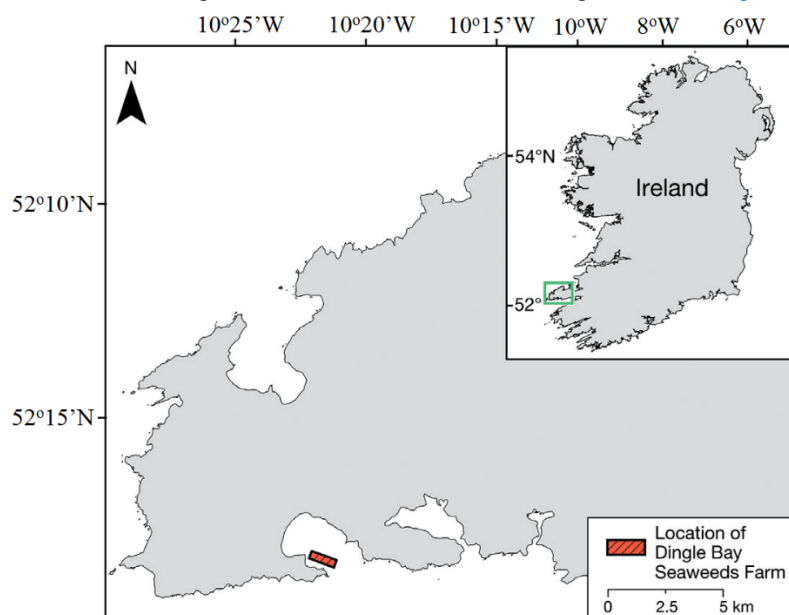 10°25'W 10°20'W 10°15'W 10°W 8°W 6°W
N
54°N
Ireland
52°10'N
52°
52°15'N
Location of
Dingle Bay
Seaweeds Farm
0 2.5 5 km